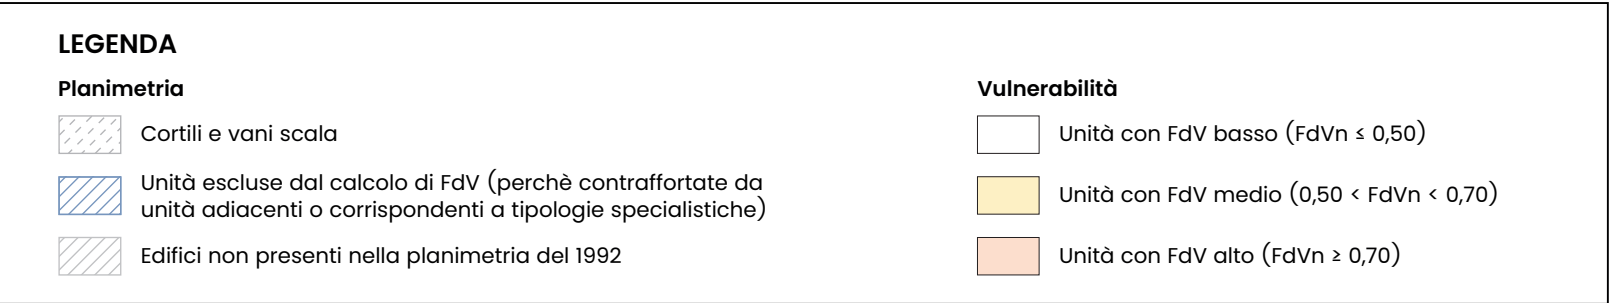 LEGENDA
Planimetria
Cortili e vani scala
Unità escluse dal calcolo di FdV (perchè contraffortate da
unità adiacenti o corrispondenti a tipologie specialistiche)
Edifici non presenti nella planimetria del 1992
Vulnerabilità
Unità con FdV basso (FdVn ≤ 0,50)
Unità con FdV medio (0,50 < FdVn < 0,70)
Unità con FdV alto (FdVn ≥ 0,70)